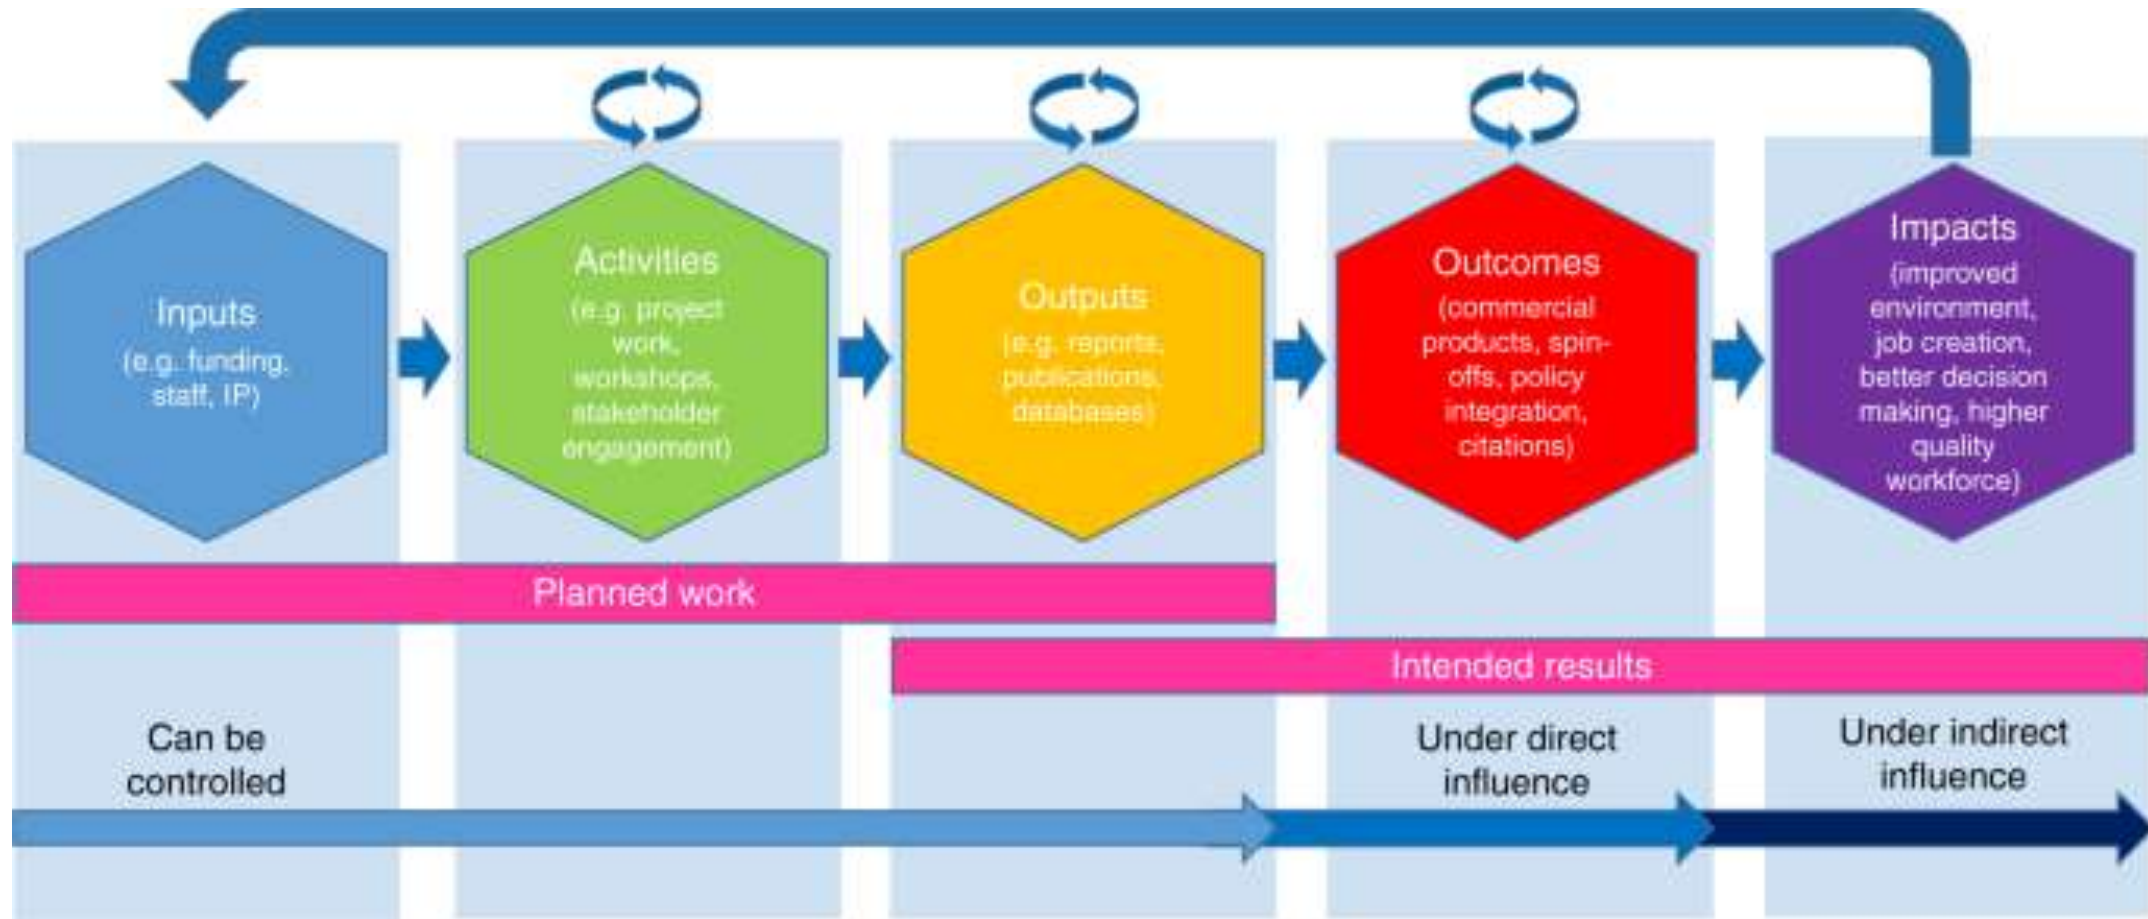 Inputs
(e.g. funding,
staff, IP)
Activities
(e.g. project
work,
workshops,
stakeholder
engagement)
Outputs
(e.g. reports,
publications,
databases)
Outcomes
(commercial
products, spin-
offs, policy
integration,
citations)
Impacts
(improved
environment,
job creation,
better decision
making, higher
quality
workforce)
Planned work
Intended results
Can be
controlled
Under direct
influence
Under indirect
influence